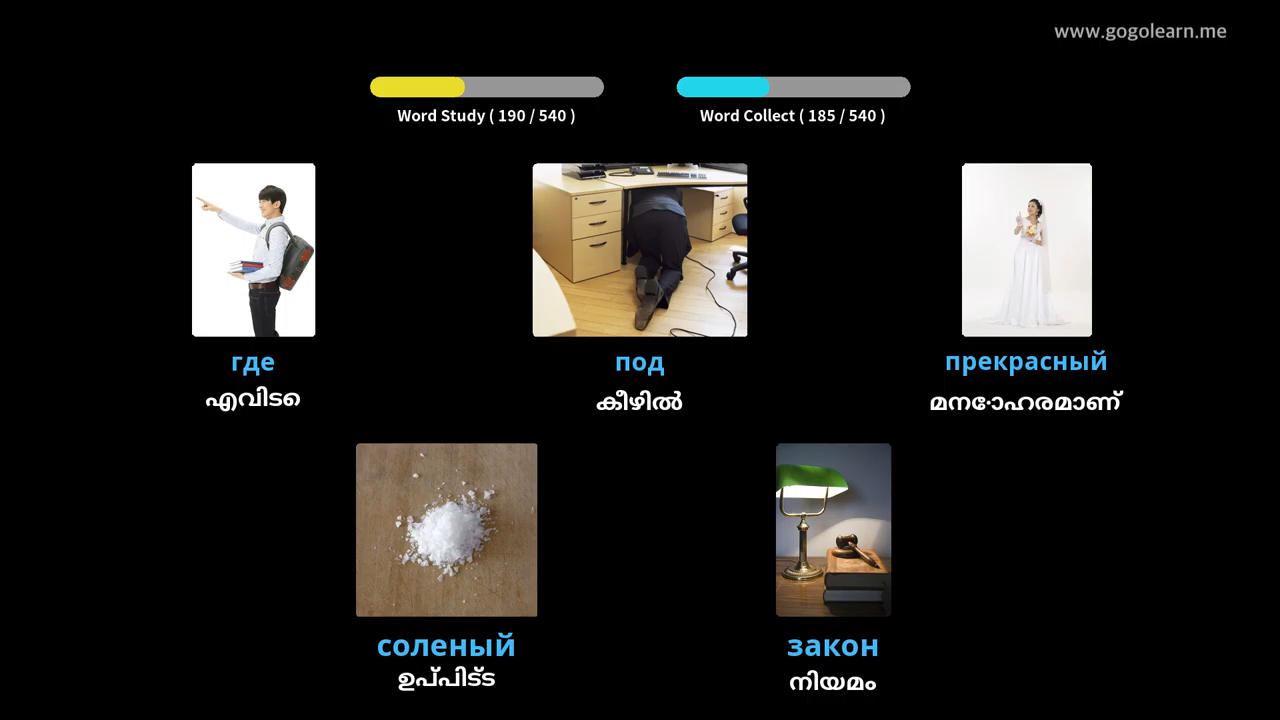 www.gogolearn.me
Word Study ( 190 / 540 )
Word Collect ( 185 / 540 )
где
എവിടെ
под
കീഴിൽ
прекрасный
മനോഹരമാണ്
соленый
ഉപ്പിട്ട
закон
നിയമം